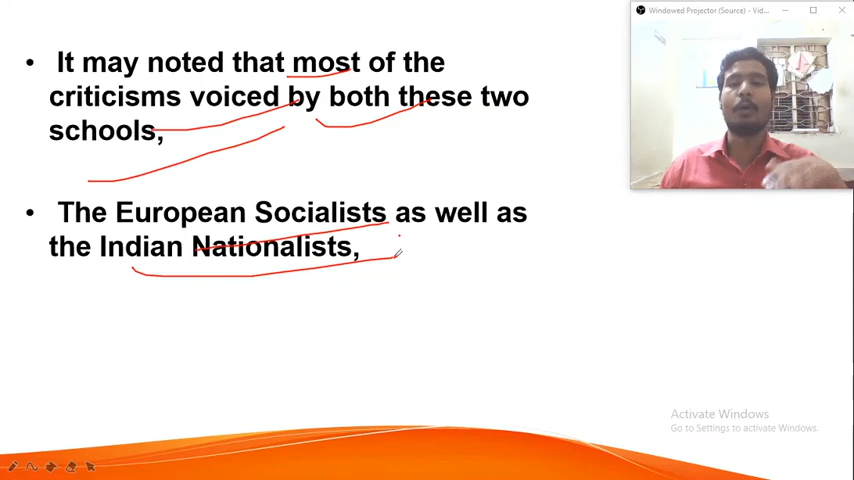 Windowed Projector (Source) - Vid...
• It may noted that most of the
criticisms voiced by both these two
schools,
• The European Socialists as well as
the Indian Nationalists,
Activate Windows
Go to Settings to activate Windows.